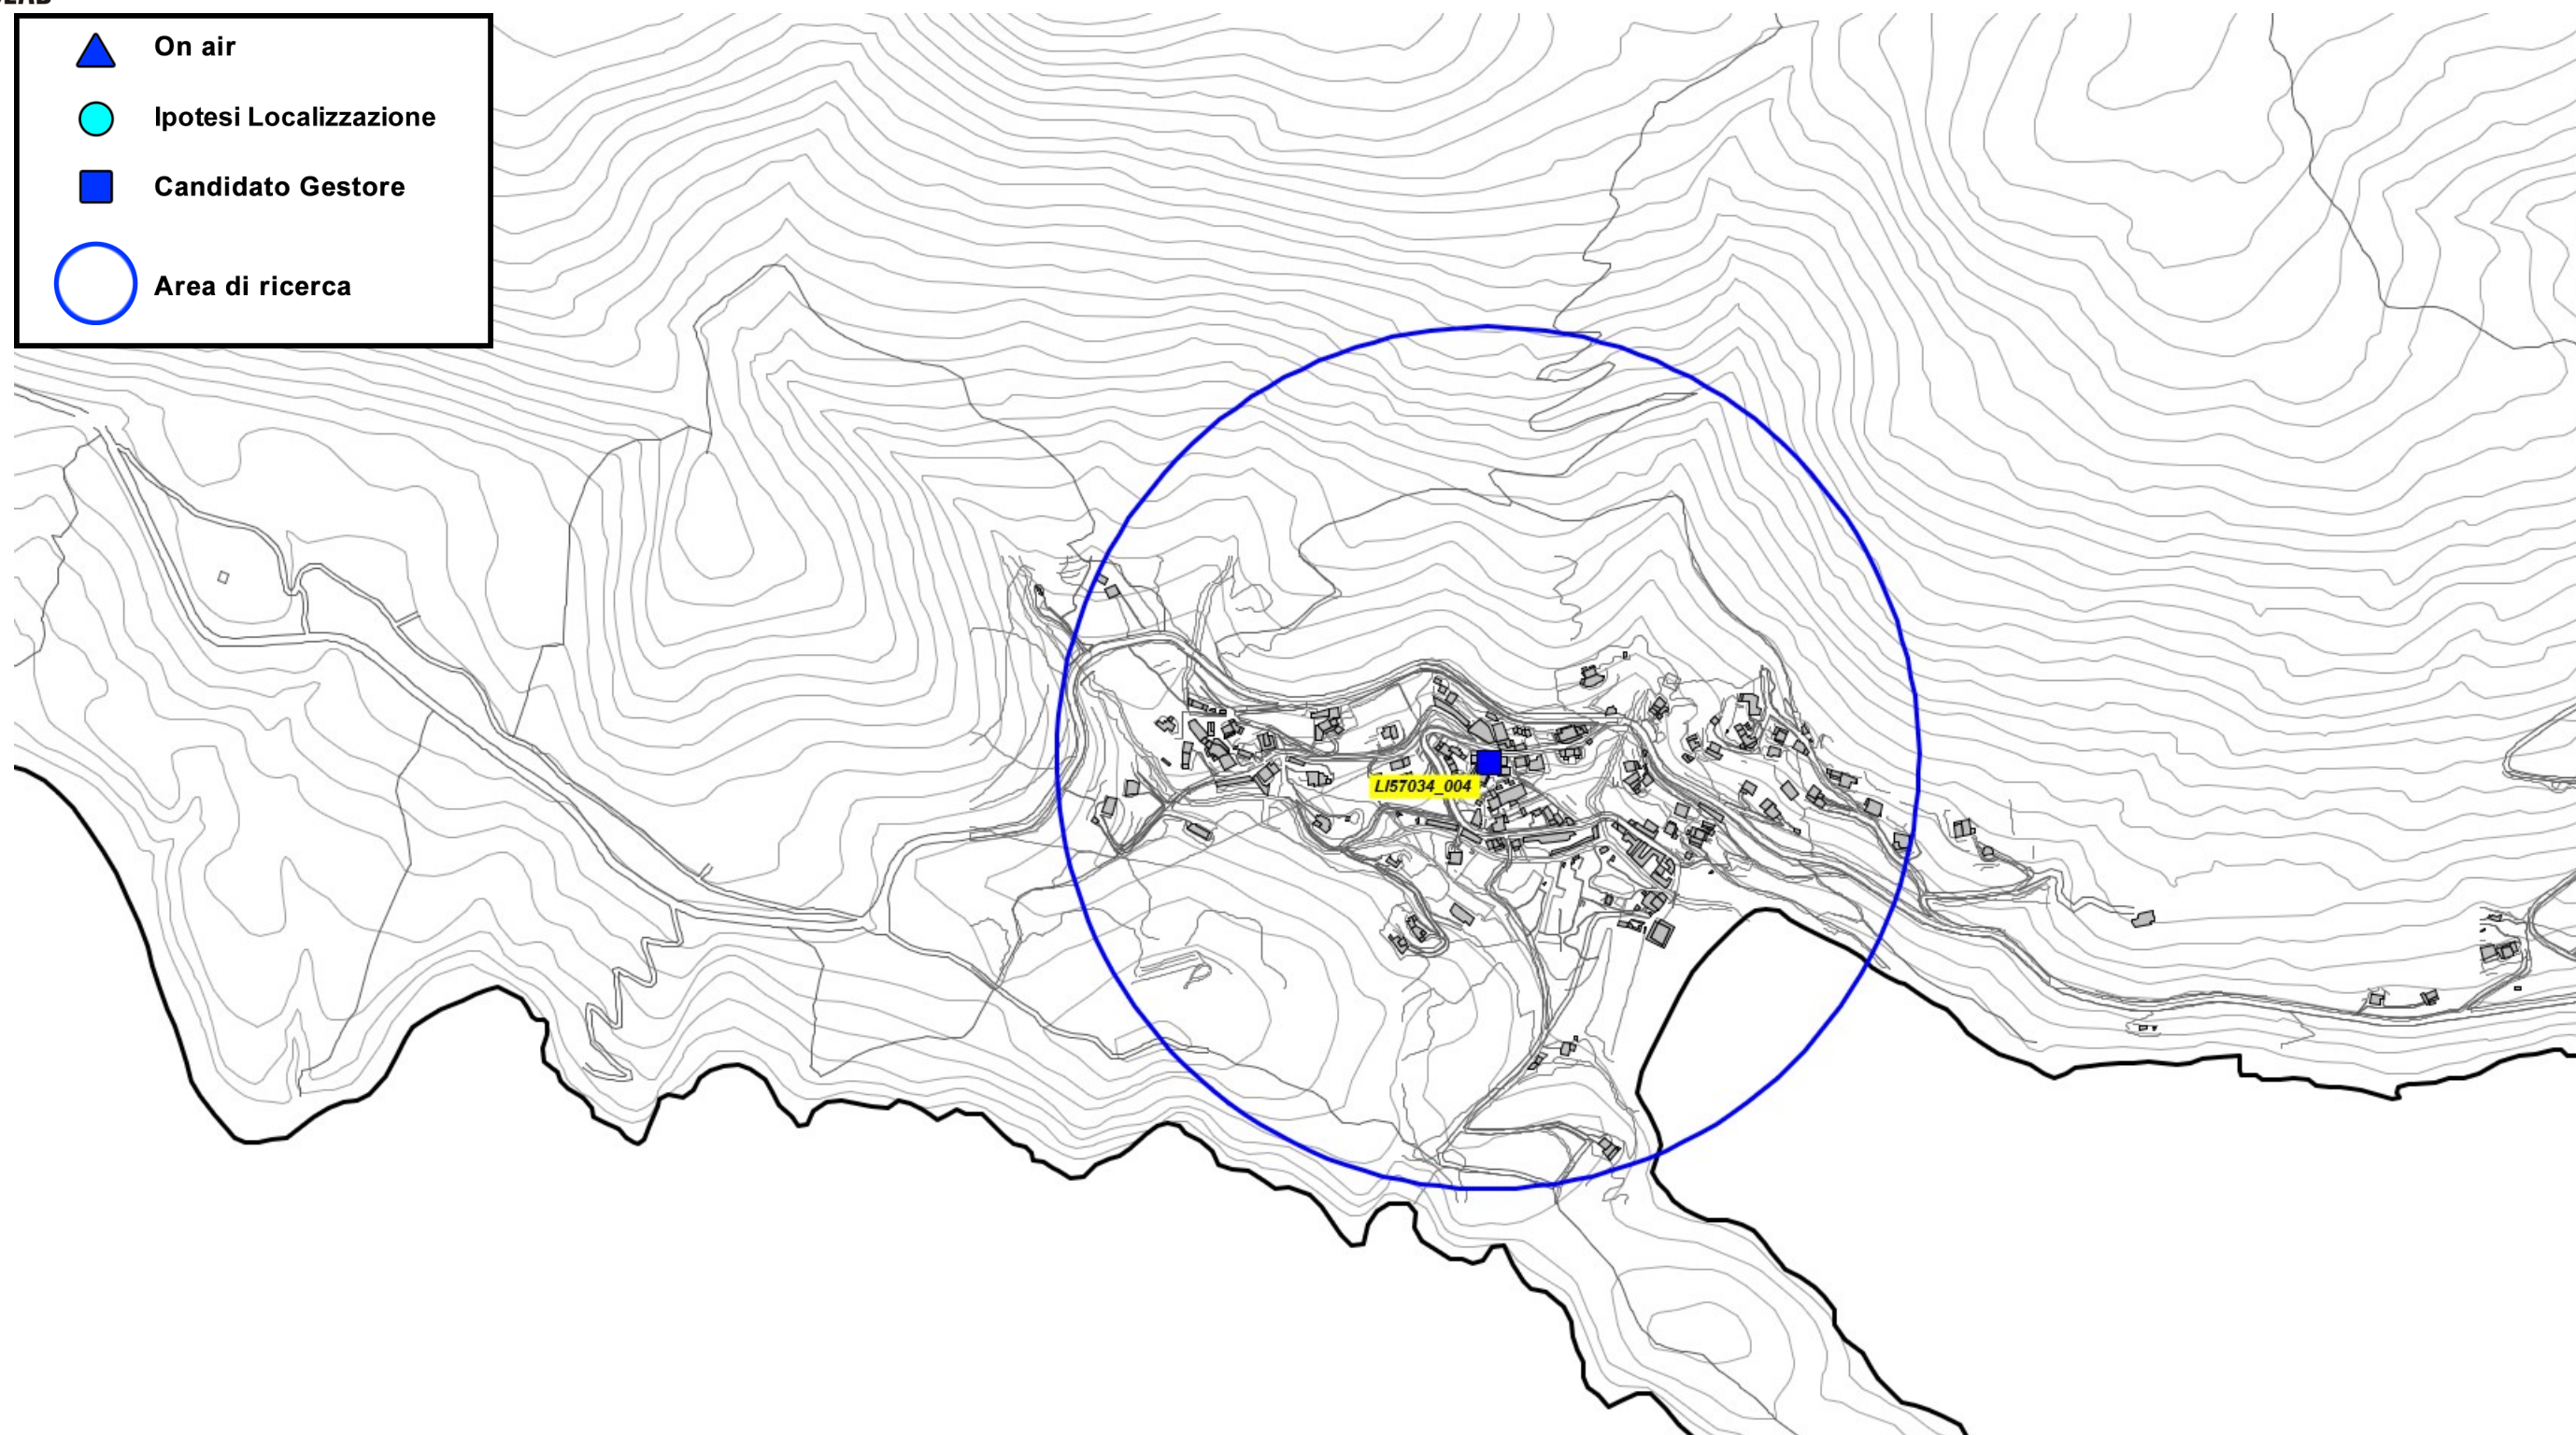 On air
Ipotesi Localizzazione
Candidato Gestore
Area di ricerca
LI57034_004